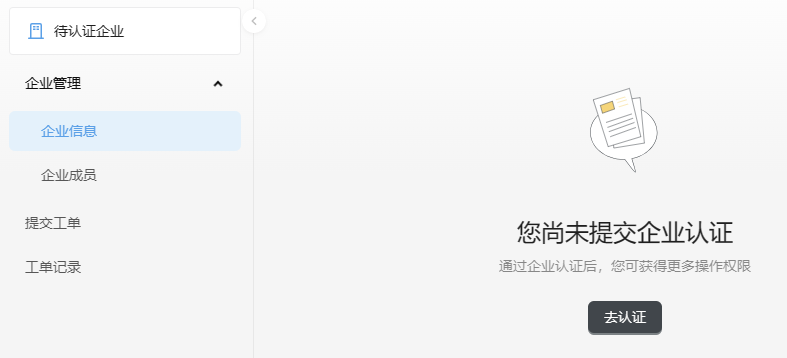 待认证企业
企业管理
企业信息
企业成员
提交工单
工单记录
您尚未提交企业认证
通过企业认证后，您可获得更多操作权限
去认证